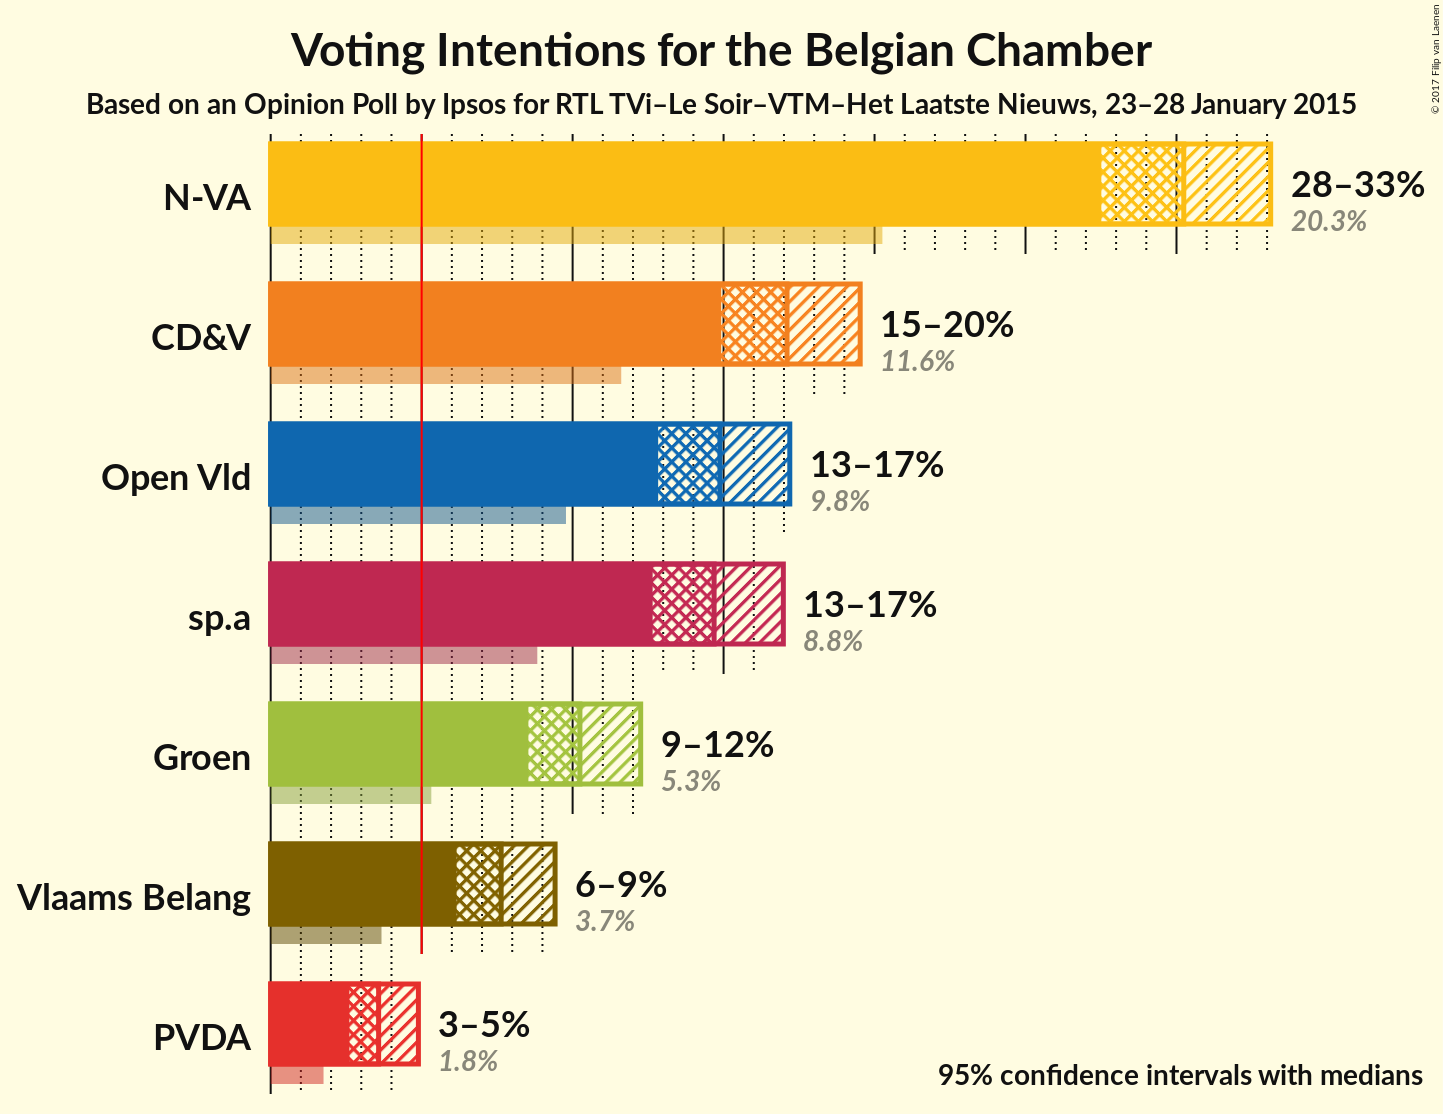 Voting Intentions for the Belgian Chamber
Based on an Opinion Poll by Ipsos for RTL TVi–Le Soir–VTM–Het Laatste Nieuws, 23–28 January 2015
© 2017 Filip van Laenen
N-VA
28–33%
20.3%
CD&V
15–20%
11.6%
Open Vld
13–17%
9.8%
sp.a
13–17%
8.8%
Groen
9–12%
5.3%
Vlaams Belang
6–9%
3.7%
PVDA
3–5%
1.8%
95% confidence intervals with medians